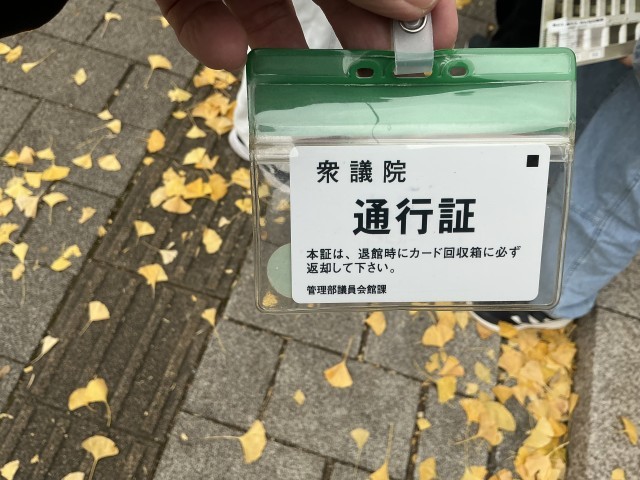 衆議院
通行証
本証は、退館時にカード回収箱に必ず
返却して下さい。
管理部議員会館課